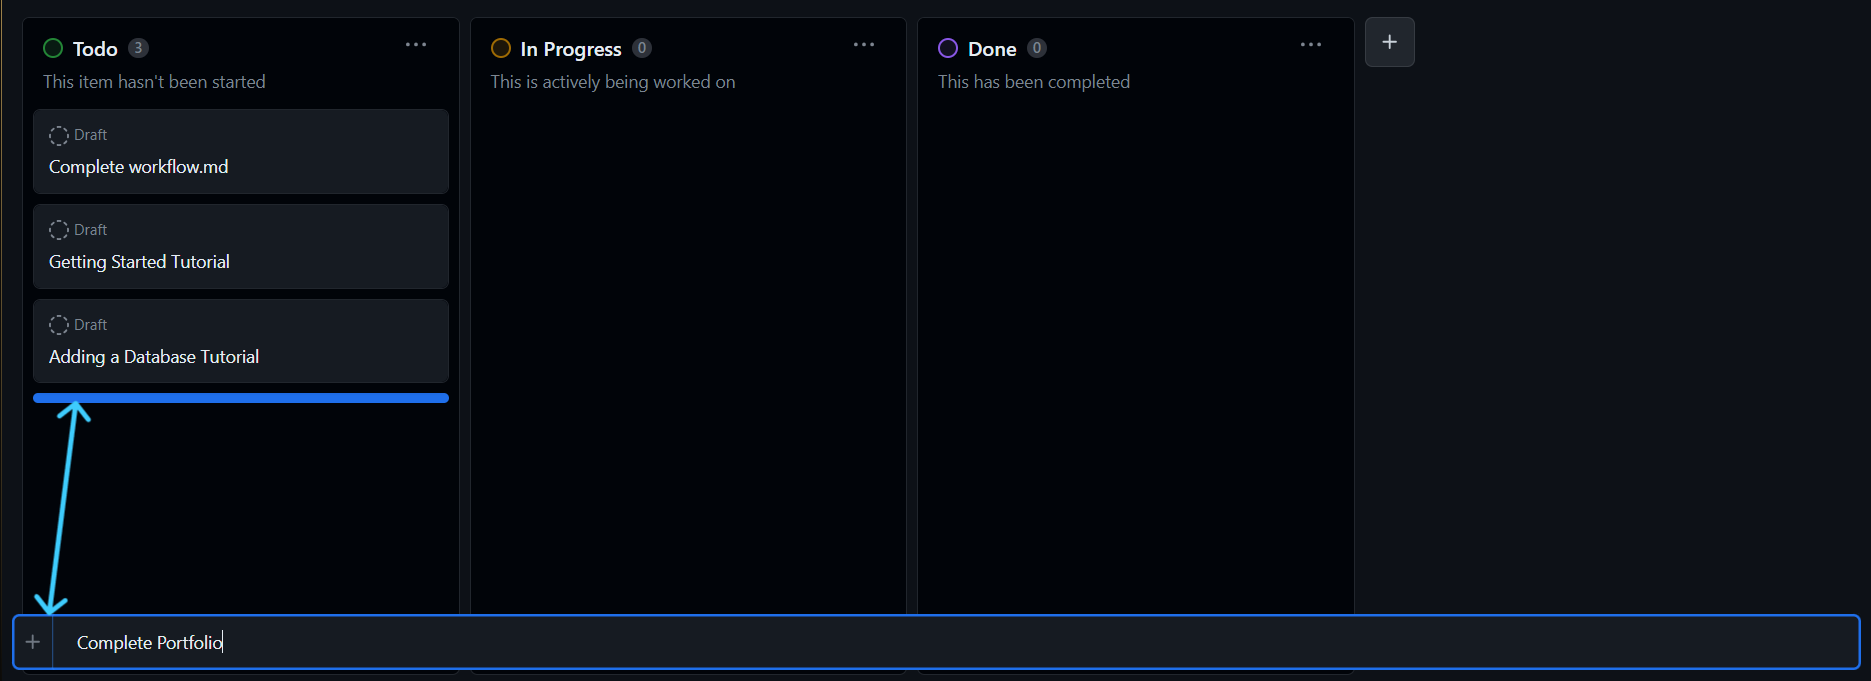 Todo 3
This item hasn't been started
Draft
Complete workflow.md
Draft
Getting Started Tutorial
Draft
Adding a Database Tutorial
In Progress 0
This is actively being worked on
Done 0
This has been completed
Complete Portfolio